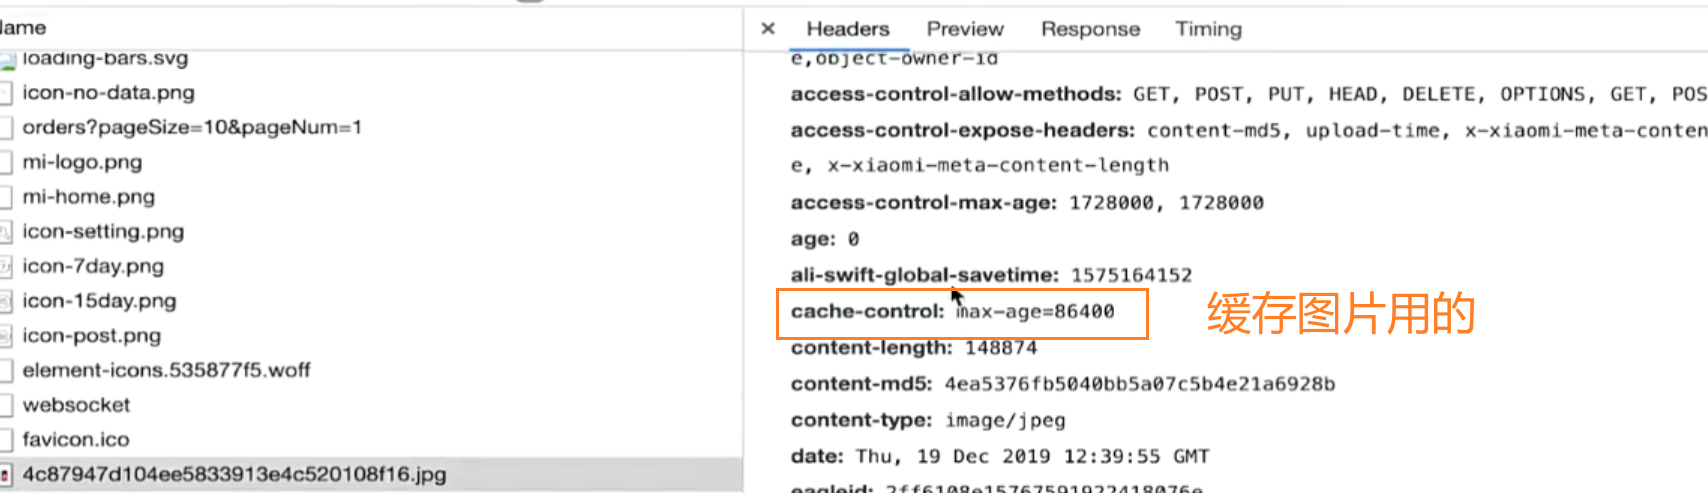 Name
loading-bars.svg
icon-no-data.png
orders?pageSize=10&pageNum=1
mi-logo.png
mi-home.png
icon-setting.png
icon-7day.png
icon-15day.png
icon-post.png
element-icons.535877f5.woff
websocket
favicon.ico
4c87947d104ee5833913e4c520108f16.jpg
× Headers Preview Response Timing
e,object-owner-id
access-control-allow-methods: GET, POST, PUT, HEAD, DELETE, OPTIONS, GET, POS
access-control-expose-headers: content-md5, upload-time, x-xiaomi-meta-conten
e, x-xiaomi-meta-content-length
access-control-max-age: 1728000, 1728000
age: 0
ali-swift-global-savetime: 1575164152
cache-control: max-age=86400
缓存图片用的
content-length: 148874
content-md5: 4ea5376fb5040bb5a07c5b4e21a6928b
content-type: image/jpeg
date: Thu, 19 Dec 2019 12:39:55 GMT
eagleid: